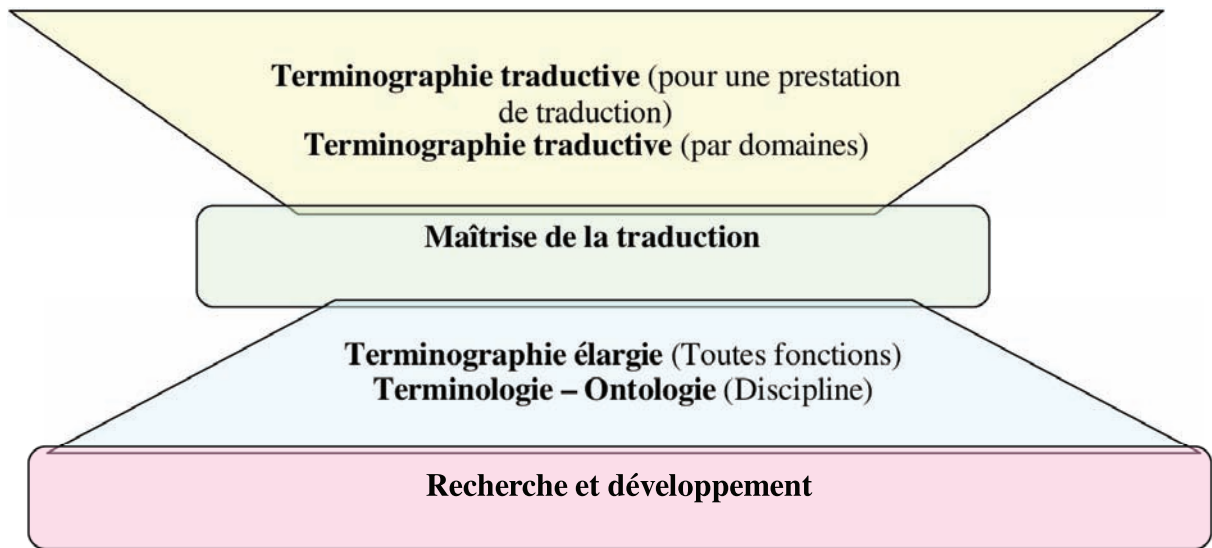 Terminographie traductive (pour une prestation
de traduction)
Terminographie traductive (par domaines)
Maîtrise de la traduction
Terminographie élargie (Toutes fonctions)
Terminologie – Ontologie (Discipline)
Recherche et développement